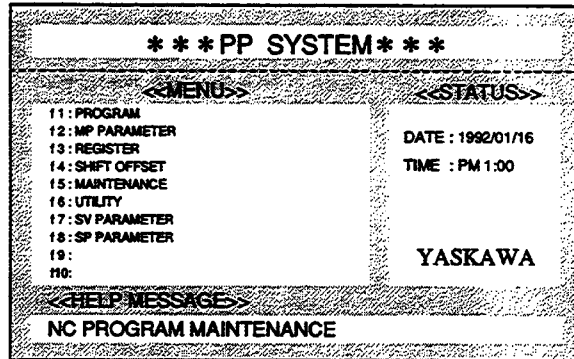 * * * PP SYSTEM * * *
<<MENU>>
f1 : PROGRAM
f2 : MP PARAMETER
f3 : REGISTER
f4 : SHIFT OFFSET
f5 : MAINTENANCE
f6 : UTILITY
f7 : SV PARAMETER
f8 : SP PARAMETER
f9 :
f10:
<<STATUS>>
DATE : 1992/01/16
TIME : PM 1:00
YASKAWA
<<HELP MESSAGE>>
NC PROGRAM MAINTENANCE